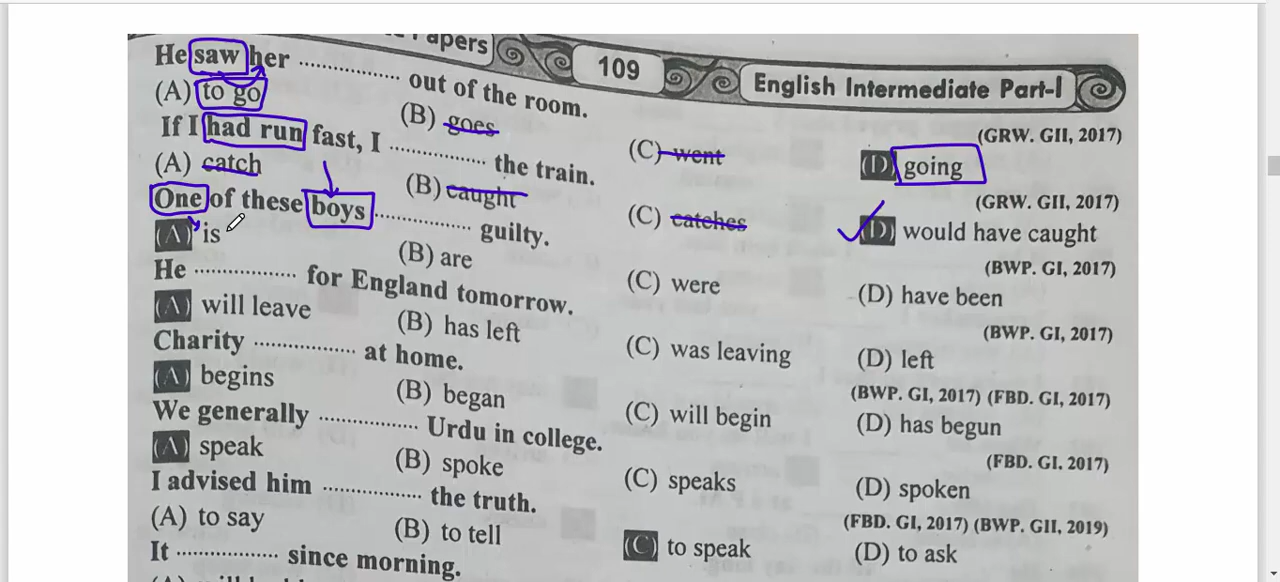 Papers
109
English Intermediate Part-I
He saw her .................. out of the room.
(GRW. GII, 2017)
(A) to go (B) goes (C) went (D) going
If I had run fast, I ................. the train.
(GRW. GII, 2017)
(A) catch (B) caught (C) catches (D) would have caught
One of these boys ................. guilty.
(BWP. GI, 2017)
(A) is (B) are (C) were (D) have been
He .................. for England tomorrow.
(BWP. GI, 2017)
(A) will leave (B) has left (C) was leaving (D) left
Charity .................. at home.
(BWP. GI, 2017) (FBD. GI, 2017)
(A) begins (B) began (C) will begin (D) has begun
We generally .................. Urdu in college.
(FBD. GI. 2017)
(A) speak (B) spoke (C) speaks (D) spoken
I advised him .................. the truth.
(FBD. GI, 2017) (BWP. GII, 2019)
(A) to say (B) to tell (C) to speak (D) to ask
It .................. since morning.